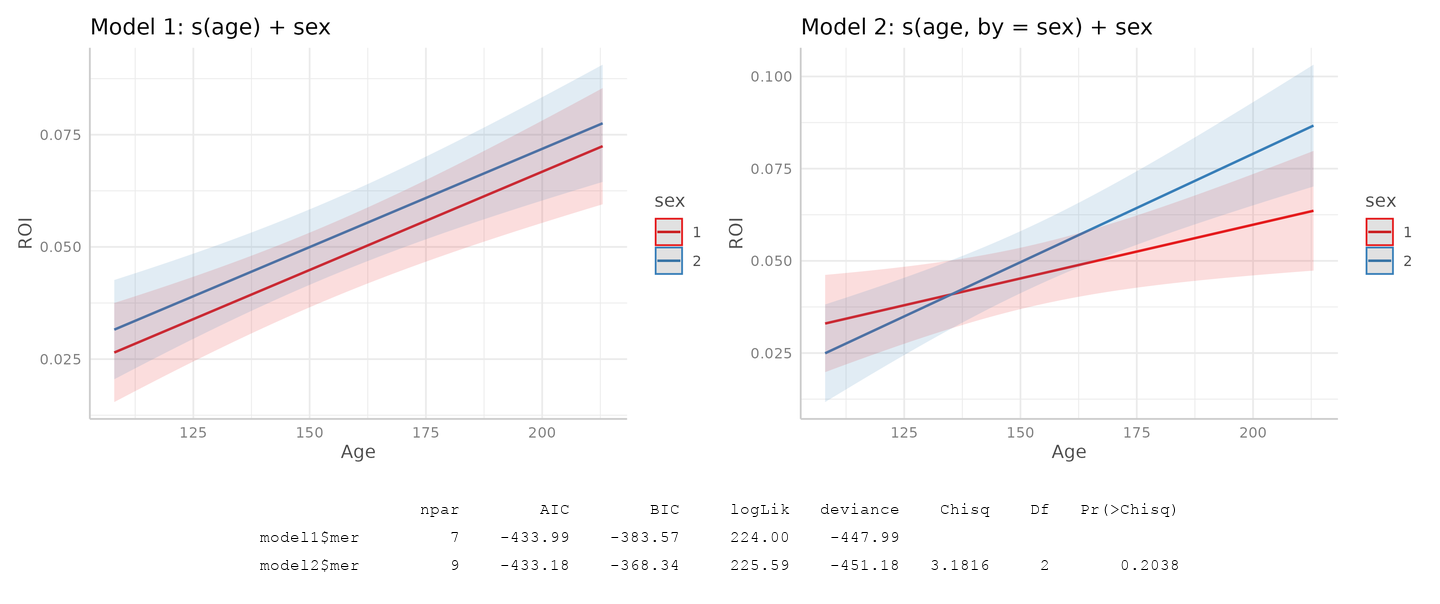 Model 1: s(age) + sex
0.075
0.050
0.025
ROI
125 150 175 200
Age
sex
1
2
Model 2: s(age, by = sex) + sex
0.100
0.075
0.050
0.025
ROI
125 150 175 200
Age
sex
1
2
npar AIC BIC logLik deviance Chisq Df Pr(>Chisq)
model1$mer 7 -433.99 -383.57 224.00 -447.99
model2$mer 9 -433.18 -368.34 225.59 -451.18 3.1816 2 0.2038